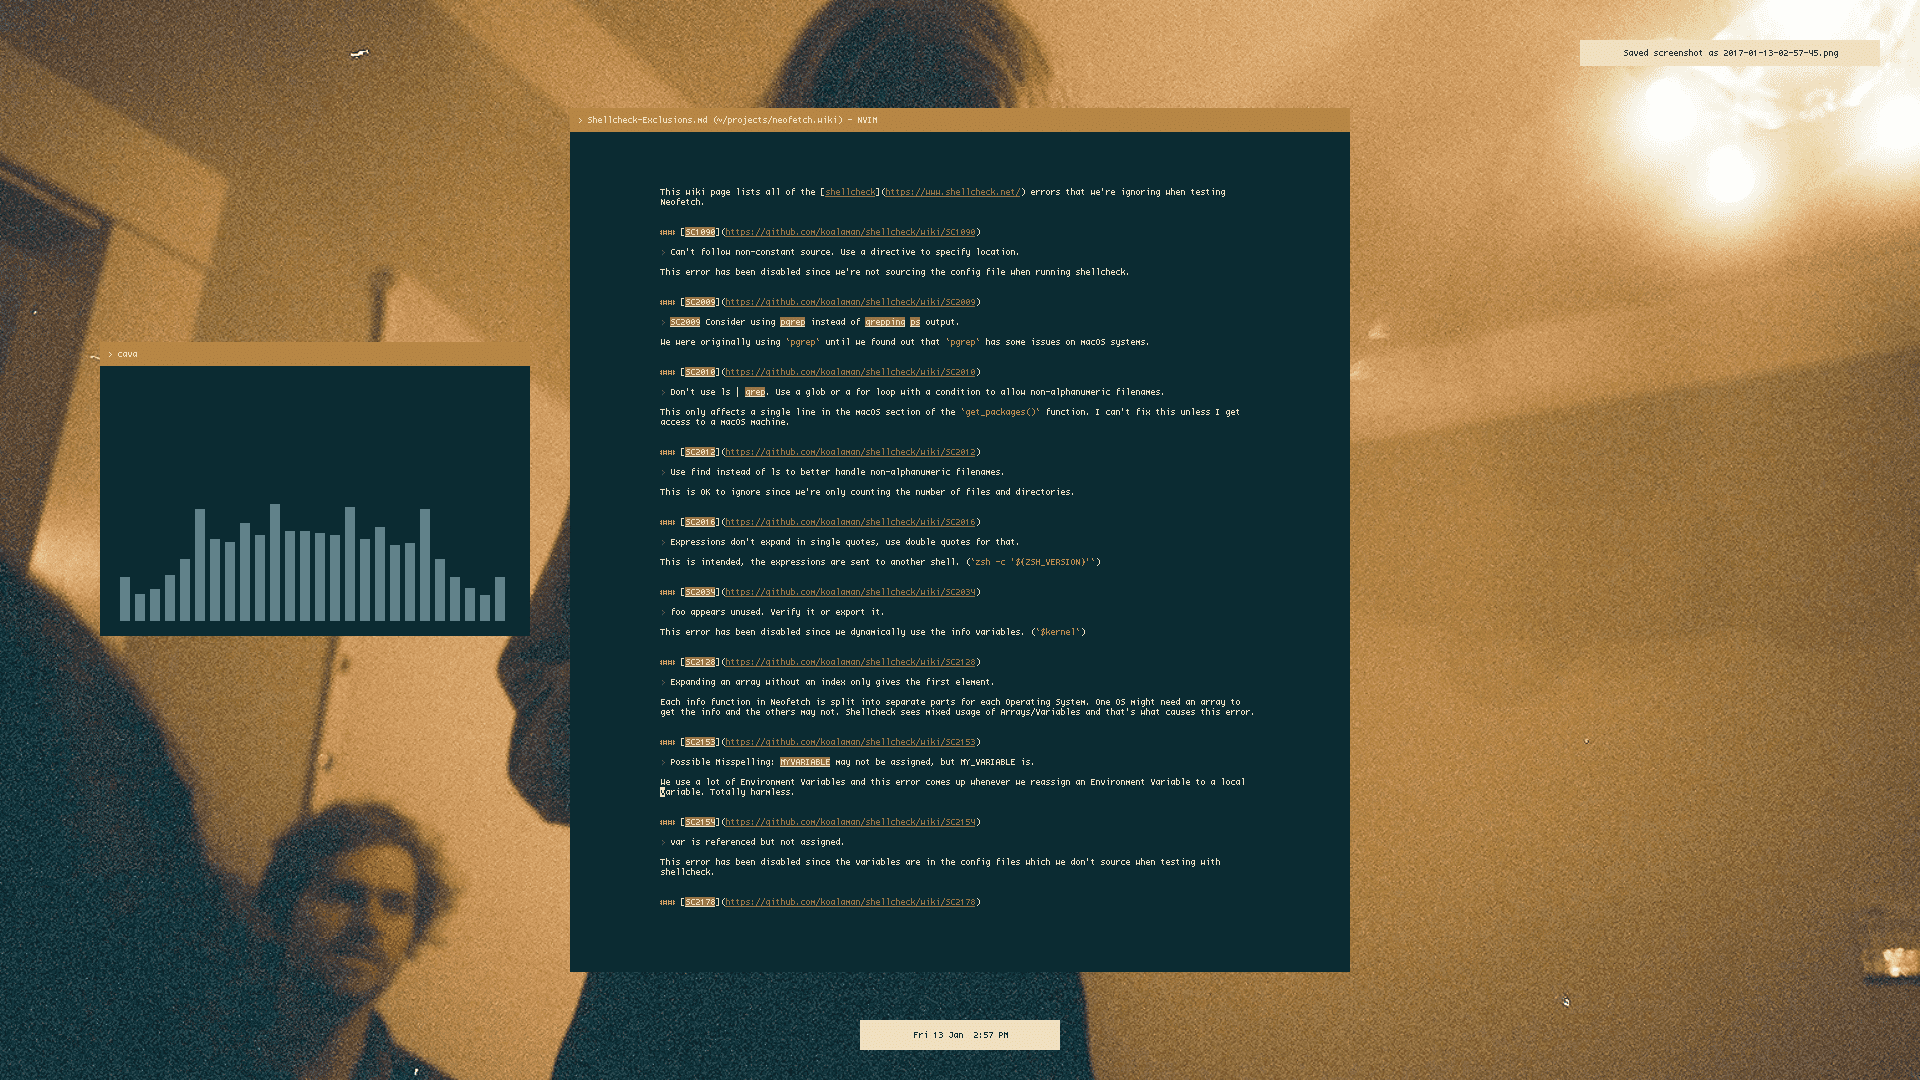 Saved screenshot as 2017-01-13-02-57-45.png
> Shellcheck-Exclusions.md (~/projects/neofetch.wiki) - NVIM
This wiki page lists all of the [shellcheck](https://www.shellcheck.net/) errors that we're ignoring when testing
Neofetch.
### [SC1090](https://github.com/koalaman/shellcheck/wiki/SC1090)
> Can't follow non-constant source. Use a directive to specify location.
This error has been disabled since we're not sourcing the config file when running shellcheck.
### [SC2009](https://github.com/koalaman/shellcheck/wiki/SC2009)
> SC2009 Consider using pgrep instead of grepping ps output.
We were originally using `pgrep` until we found out that `pgrep` has some issues on macOS systems.
### [SC2010](https://github.com/koalaman/shellcheck/wiki/SC2010)
> Don't use ls | grep. Use a glob or a for loop with a condition to allow non-alphanumeric filenames.
This only affects a single line in the macOS section of the `get_packages()` function. I can't fix this unless I get
access to a macOS machine.
### [SC2012](https://github.com/koalaman/shellcheck/wiki/SC2012)
> Use find instead of ls to better handle non-alphanumeric filenames.
This is OK to ignore since we're only counting the number of files and directories.
### [SC2016](https://github.com/koalaman/shellcheck/wiki/SC2016)
> Expressions don't expand in single quotes, use double quotes for that.
This is intended, the expressions are sent to another shell. (`zsh -c '${ZSH_VERSION}'`)
### [SC2034](https://github.com/koalaman/shellcheck/wiki/SC2034)
> foo appears unused. Verify it or export it.
This error has been disabled since we dynamically use the info variables. (`$kernel`)
### [SC2128](https://github.com/koalaman/shellcheck/wiki/SC2128)
> Expanding an array without an index only gives the first element.
Each info function in Neofetch is split into separate parts for each Operating System. One OS might need an array to
get the info and the others may not. Shellcheck sees mixed usage of Arrays/Variables and that's what causes this error.
### [SC2153](https://github.com/koalaman/shellcheck/wiki/SC2153)
> Possible Misspelling: MYVARIABLE may not be assigned, but MY_VARIABLE is.
We use a lot of Environment Variables and this error comes up whenever we reassign an Environment Variable to a local
Variable. Totally harmless.
### [SC2154](https://github.com/koalaman/shellcheck/wiki/SC2154)
> var is referenced but not assigned.
This error has been disabled since the variables are in the config files which we don't source when testing with
shellcheck.
### [SC2178](https://github.com/koalaman/shellcheck/wiki/SC2178)
> cava
Fri 13 Jan 2:57 PM